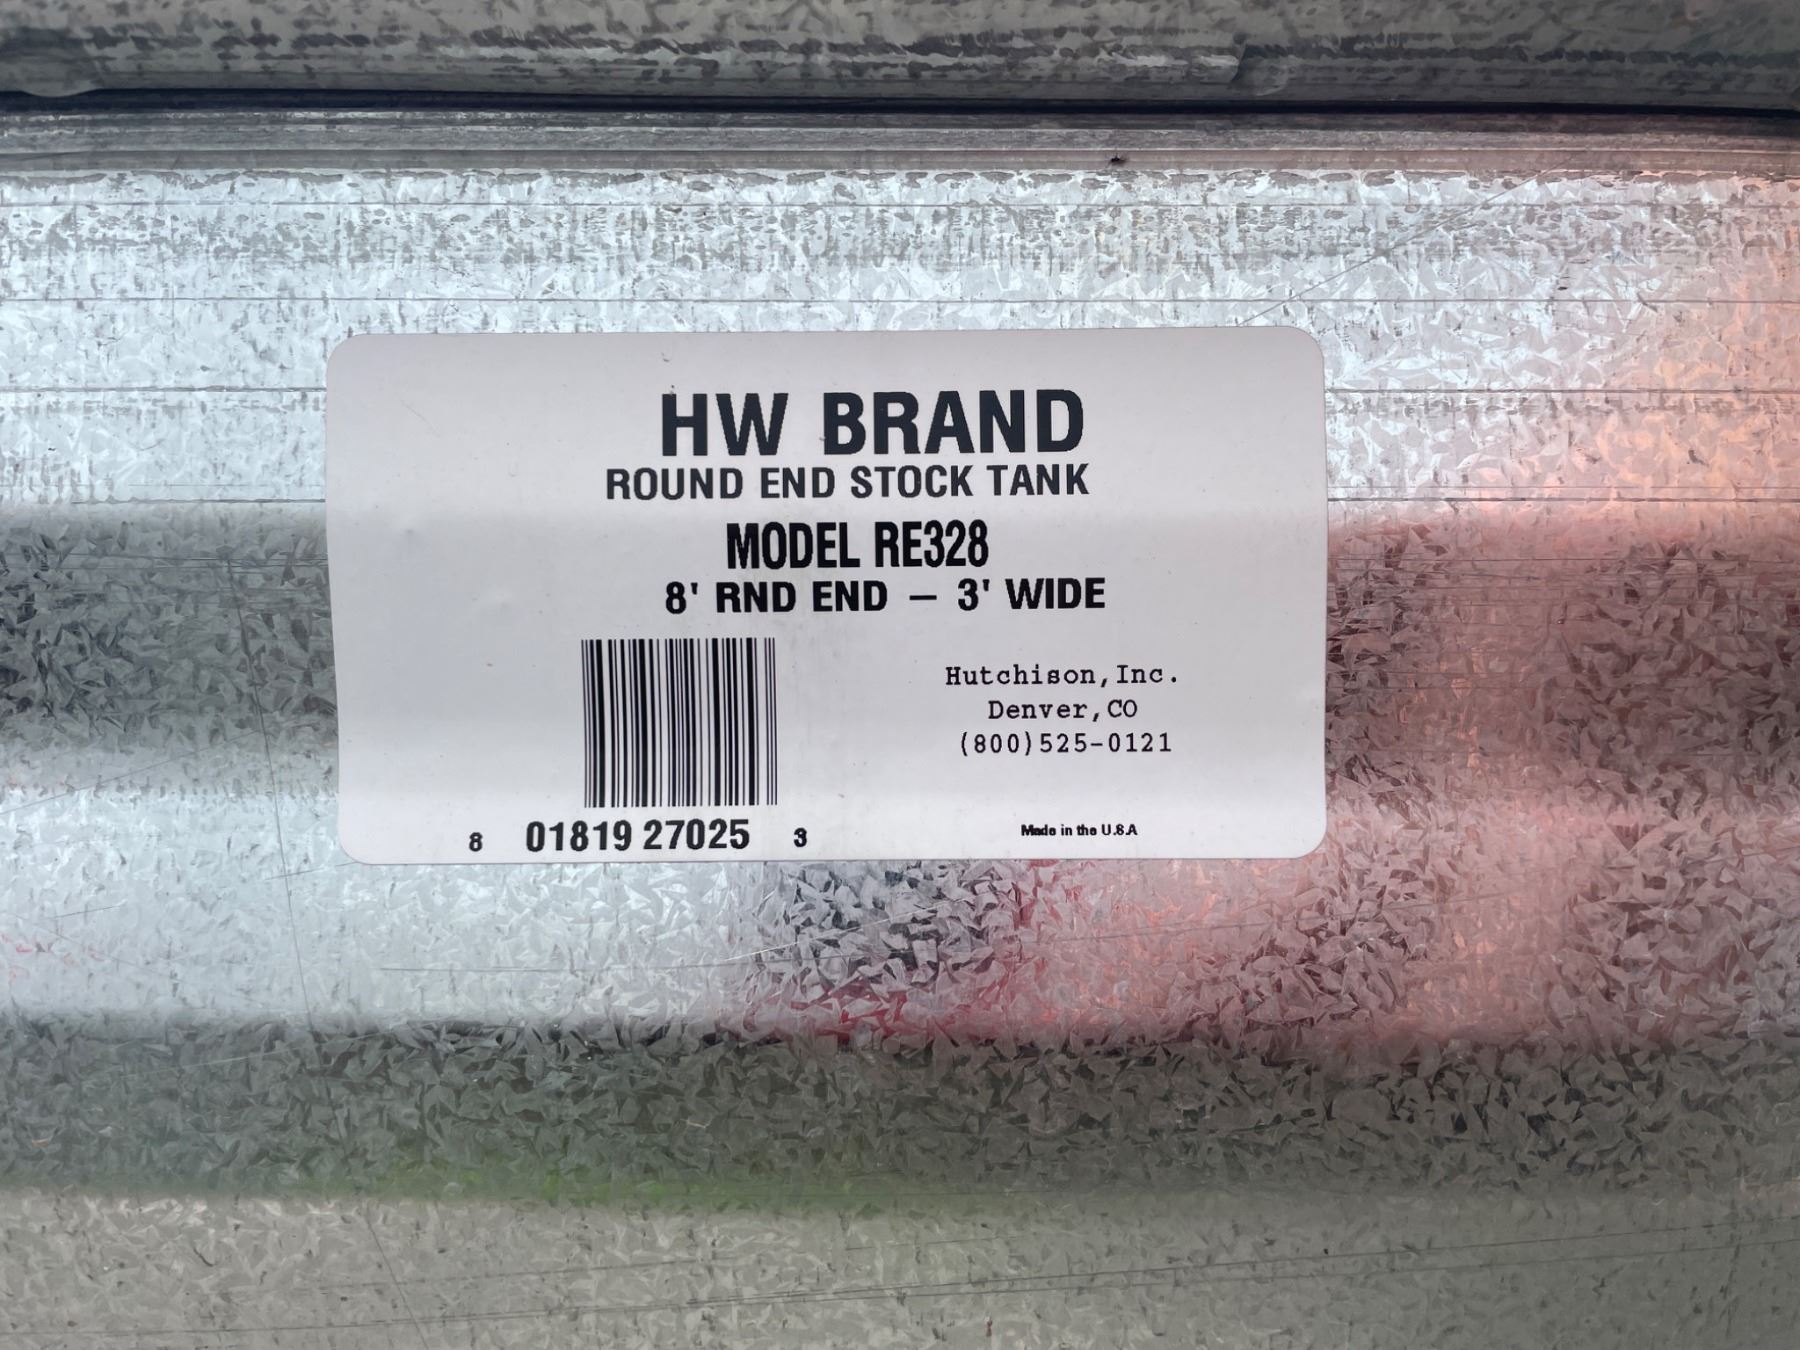 HW BRAND
ROUND END STOCK TANK
MODEL RE328
8' RND END – 3' WIDE
Hutchison,Inc.
Denver,CO
(800)525-0121
8 01819 27025 3
Made in the U.S.A